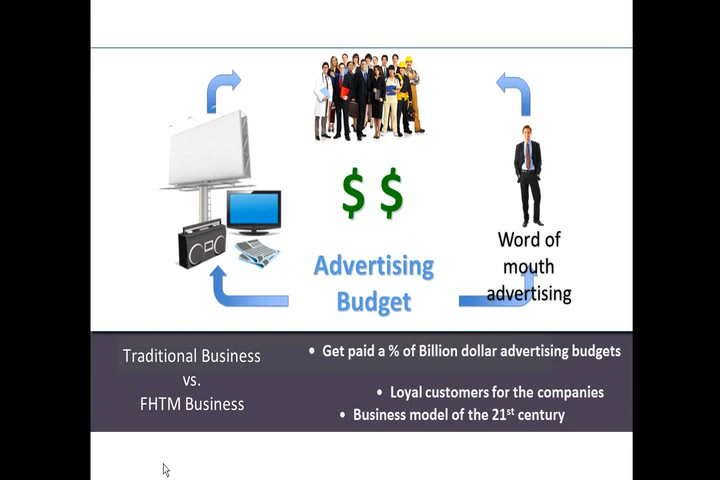 $ $
Advertising
Budget
Word of
mouth
advertising
Traditional Business
vs.
FHTM Business
• Get paid a % of Billion dollar advertising budgets
• Loyal customers for the companies
• Business model of the 21st century